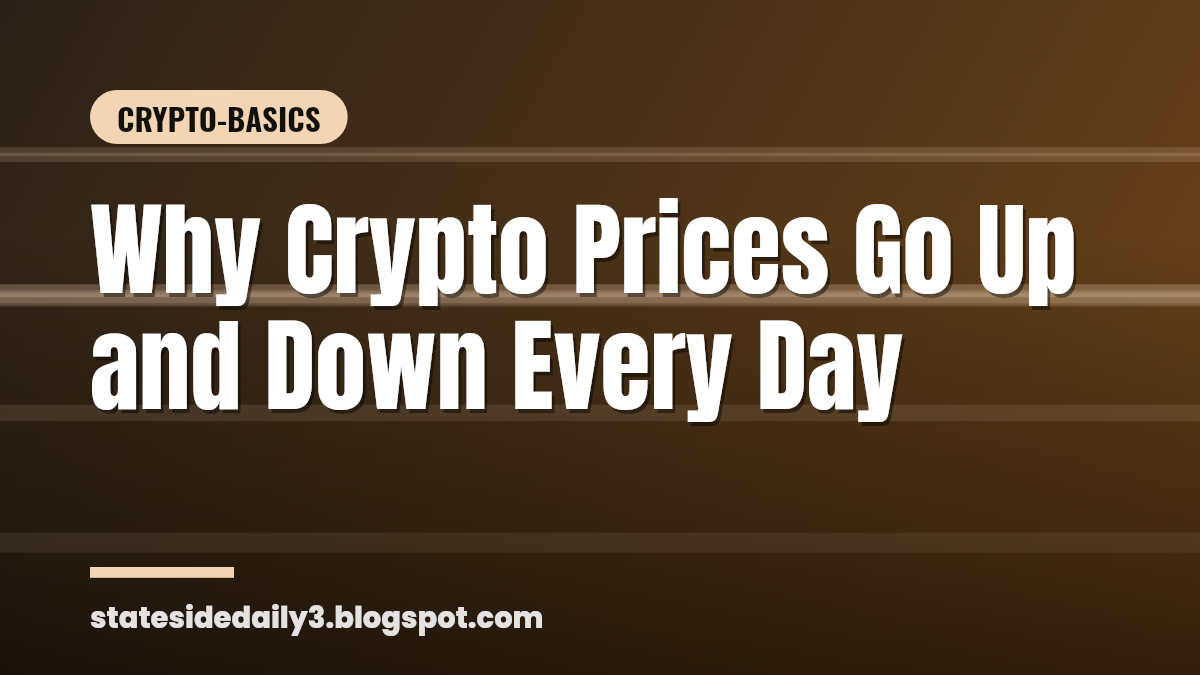 CRYPTO-BASICS
Why Crypto Prices Go Up
and Down Every Day
statesidedaily3.blogspot.com